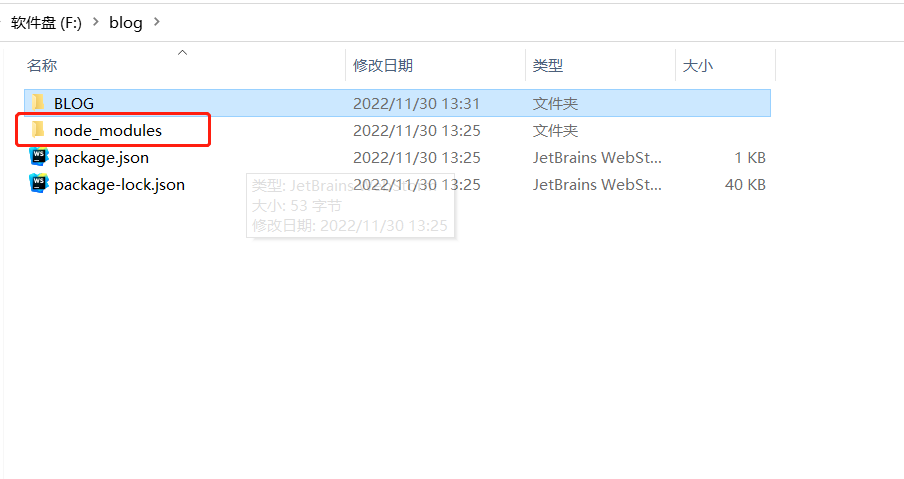 软件盘 (F:) > blog >
名称 修改日期 类型 大小
BLOG 2022/11/30 13:31 文件夹
node_modules 2022/11/30 13:25 文件夹
package.json 2022/11/30 13:25 JetBrains WebSt... 1 KB
package-lock.json 2022/11/30 13:25 JetBrains WebSt... 40 KB
类型: JetBrains WebStorm
大小: 53 字节
修改日期: 2022/11/30 13:25